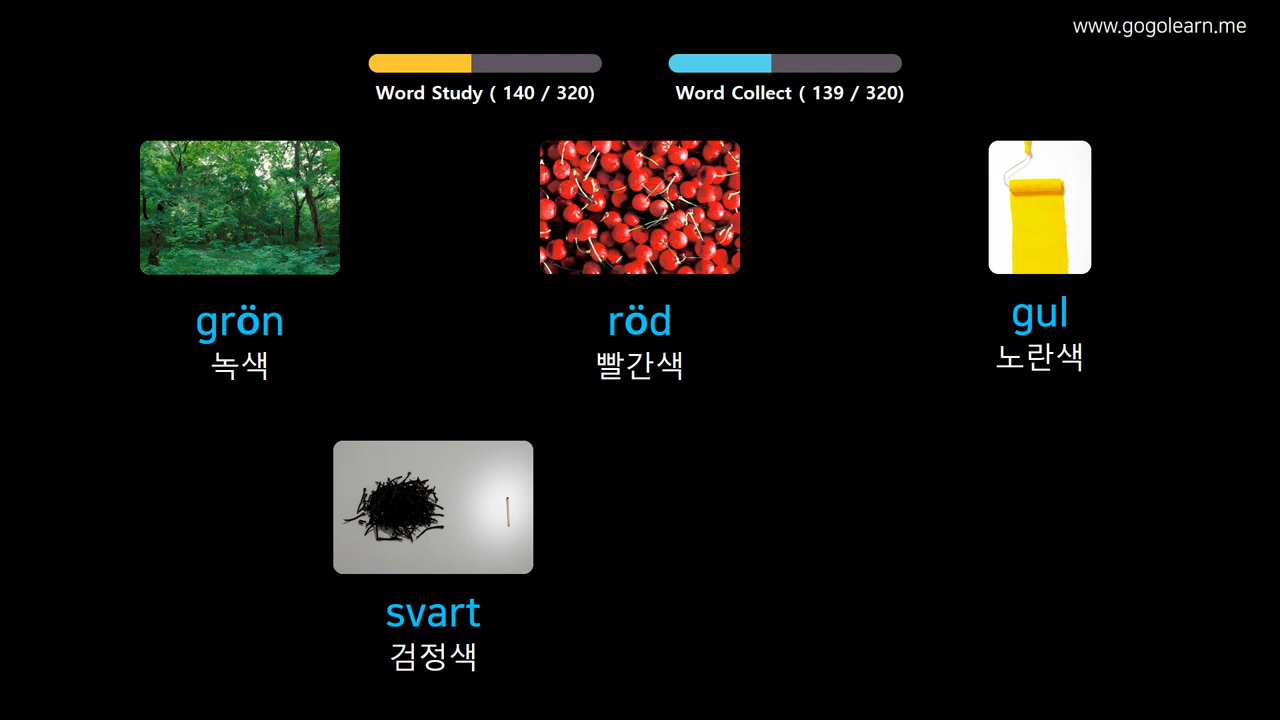 www.gogolearn.me
Word Study ( 140 / 320)
Word Collect ( 139 / 320)
grön
녹색
röd
빨간색
gul
노란색
svart
검정색